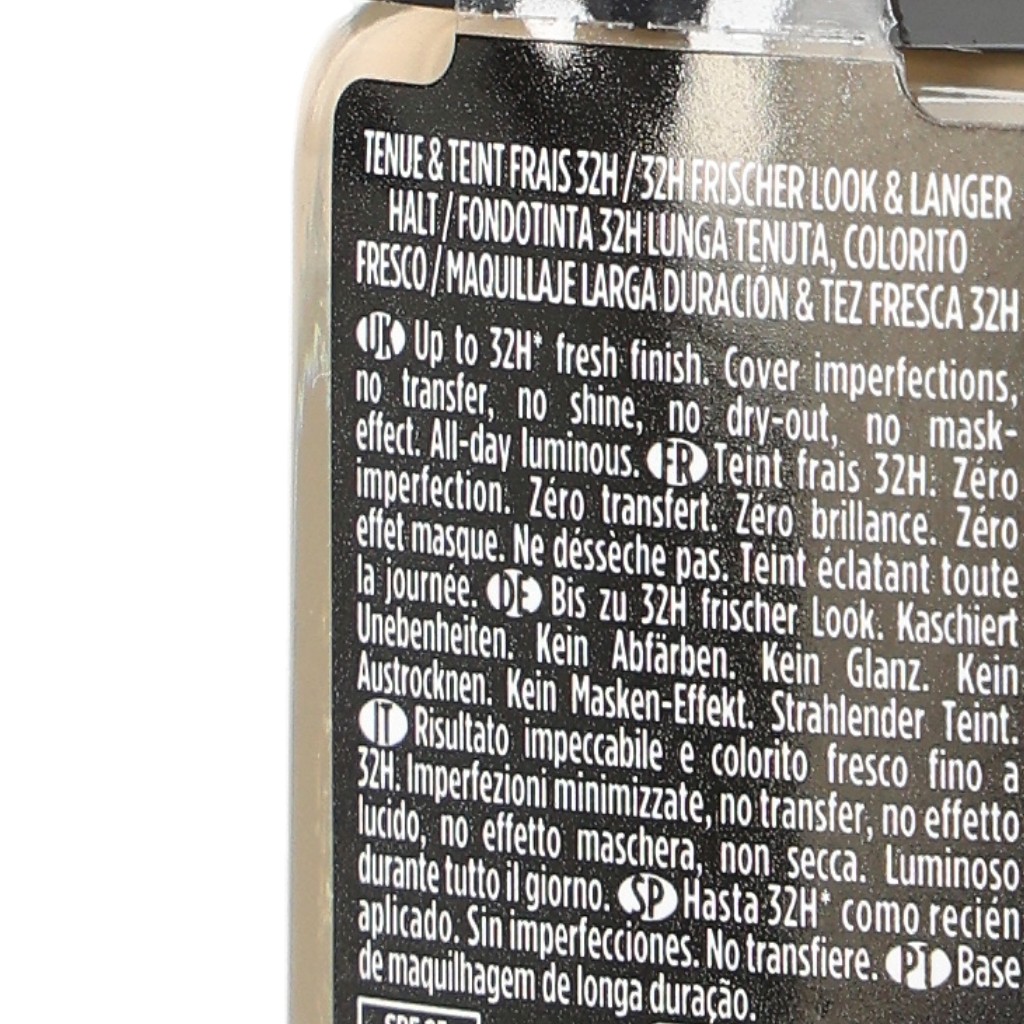 TENUE & TEINT FRAIS 32H / 32H FRISCHER LOOK & LANGER
HALT / FONDOTINTA 32H LUNGA TENUTA, COLORITO
FRESCO / MAQUILLAJE LARGA DURACIÓN & TEZ FRESCA 32H
UK Up to 32H* fresh finish. Cover imperfections,
no transfer, no shine, no dry-out, no mask-
effect. All-day luminous. FR Teint frais 32H. Zéro
imperfection. Zéro transfert. Zéro brillance. Zéro
effet masque. Ne déssèche pas. Teint éclatant toute
la journée. DE Bis zu 32H frischer Look. Kaschiert
Unebenheiten. Kein Abfärben. Kein Glanz. Kein
Austrocknen. Kein Masken-Effekt. Strahlender Teint.
IT Risultato impeccabile e colorito fresco fino a
32H. Imperfezioni minimizzate, no transfer, no effetto
lucido, no effetto maschera, non secca. Luminoso
durante tutto il giorno. SP Hasta 32H* como recién
aplicado. Sin imperfecciones. No transfiere. PT Base
de maquilhagem de longa duração.